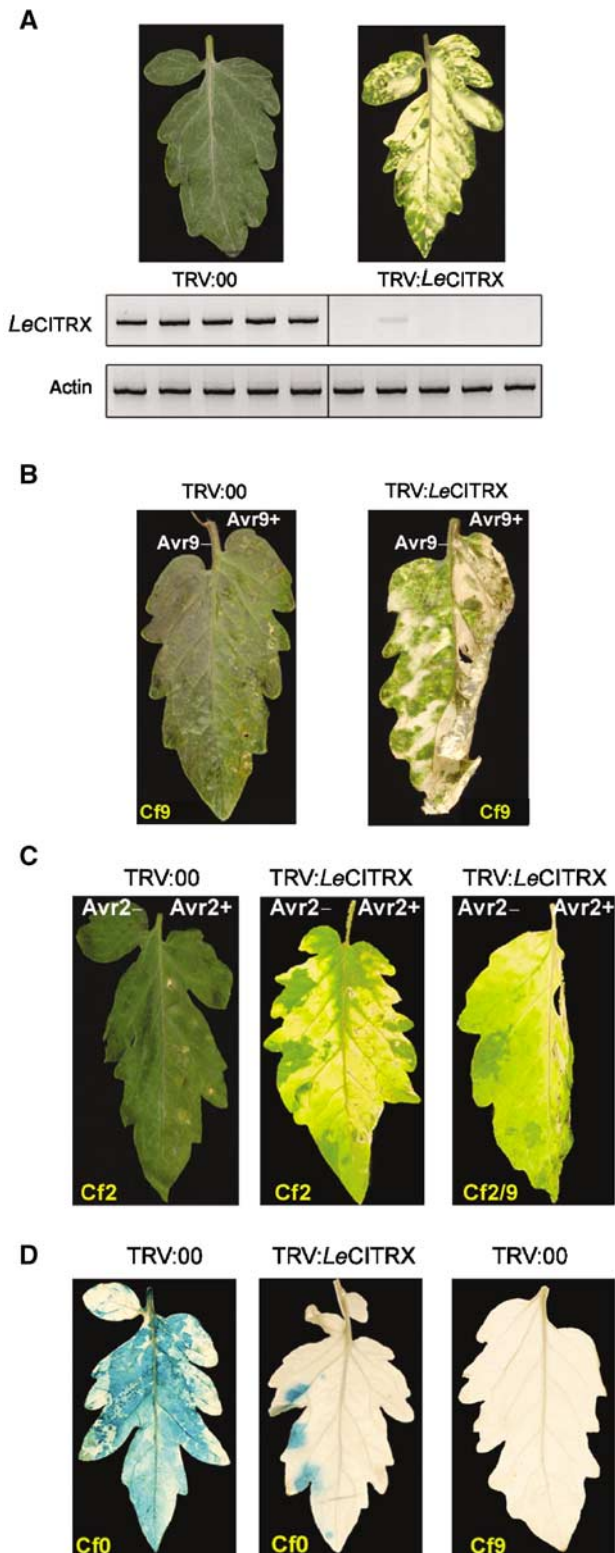 A
TRV:00 TRV:LeCITRX
LeCITRX
Actin
B
TRV:00 TRV:LeCITRX
Avr9– Avr9+ Avr9– Avr9+
Cf9 Cf9
C
TRV:00 TRV:LeCITRX TRV:LeCITRX
Avr2– Avr2+ Avr2– Avr2+ Avr2– Avr2+
Cf2 Cf2 Cf2/9
D
TRV:00 TRV:LeCITRX TRV:00
Cf0 Cf0 Cf9